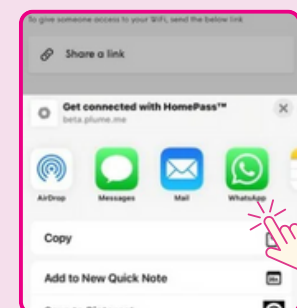 To give someone access to your WiFi, send the below link
Share a link
Get connected with HomePass™
beta.plume.me
AirDrop Messages Mail WhatsApp
Copy
Add to New Quick Note